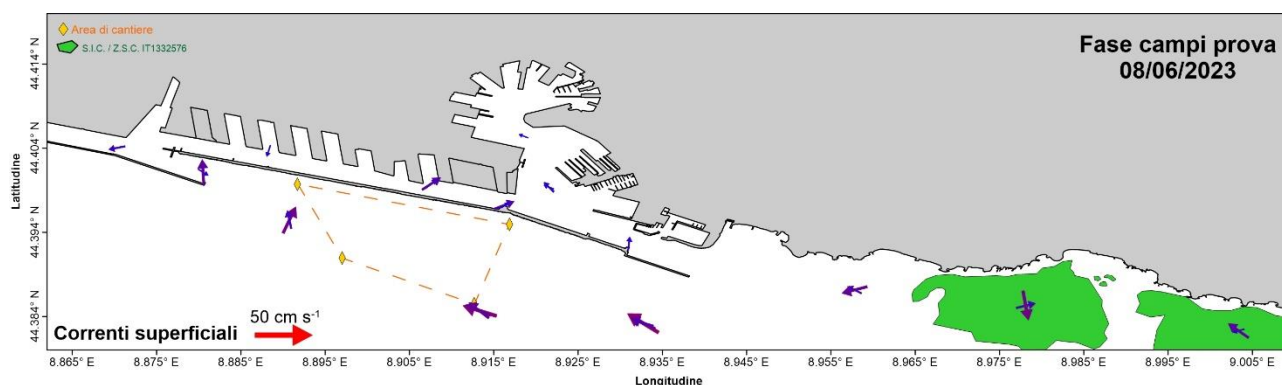 Area di cantiere
S.I.C. / Z.S.C. IT1332576
Fase campi prova
08/06/2023
44.414° N
44.404° N
44.394° N
44.384° N
Latitudine
Correnti superficiali
50 cm s⁻¹
8.865° E 8.875° E 8.885° E 8.895° E 8.905° E 8.915° E 8.925° E 8.935° E 8.945° E 8.955° E 8.965° E 8.975° E 8.985° E 8.995° E 9.005° E
Longitudine